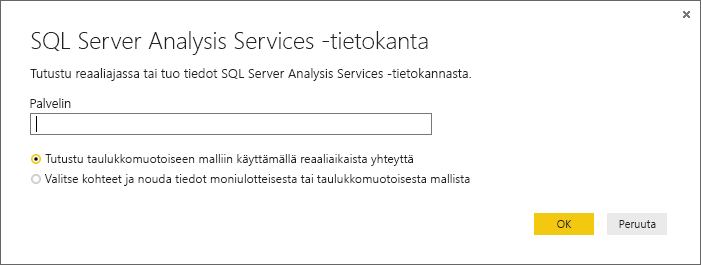 SQL Server Analysis Services -tietokanta
Tutustu reaaliajassa tai tuo tiedot SQL Server Analysis Services -tietokannasta.
Palvelin
Tutustu taulukkomuotoiseen malliin käyttämällä reaaliaikaista yhteyttä
Valitse kohteet ja nouda tiedot moniulotteisesta tai taulukkomuotoisesta mallista
OK
Peruuta